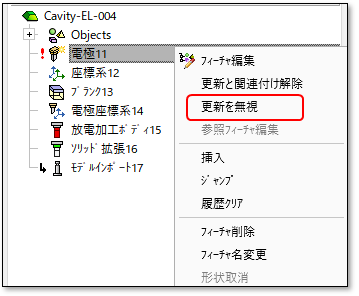 Cavity-EL-004
Objects
電極11
座標系12
ﾌﾞﾗﾝｸ13
電極座標系14
放電加工ﾎﾞﾃﾞｨ15
ｿﾘｯﾄﾞ拡張16
ﾓﾃﾞﾙｲﾝﾎﾟｰﾄ17
ﾌｨｰﾁｬ編集
更新と関連付け解除
更新を無視
参照ﾌｨｰﾁｬ編集
挿入
ｼﾞｬﾝﾌﾟ
履歴ｸﾘｱ
ﾌｨｰﾁｬ削除
ﾌｨｰﾁｬ名変更
形状取消